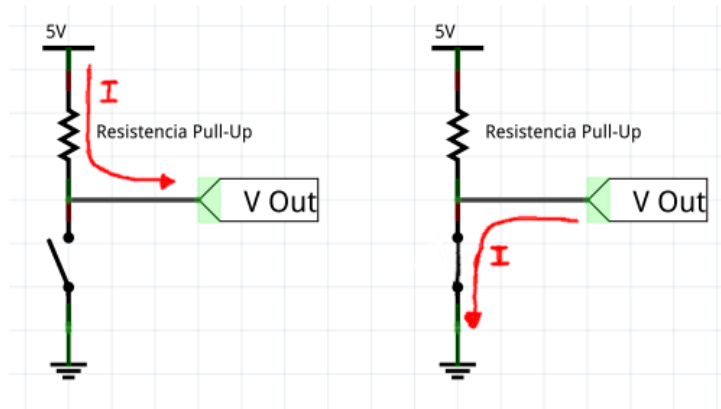 5V
I
Resistencia Pull-Up
V Out
5V
Resistencia Pull-Up
V Out
I